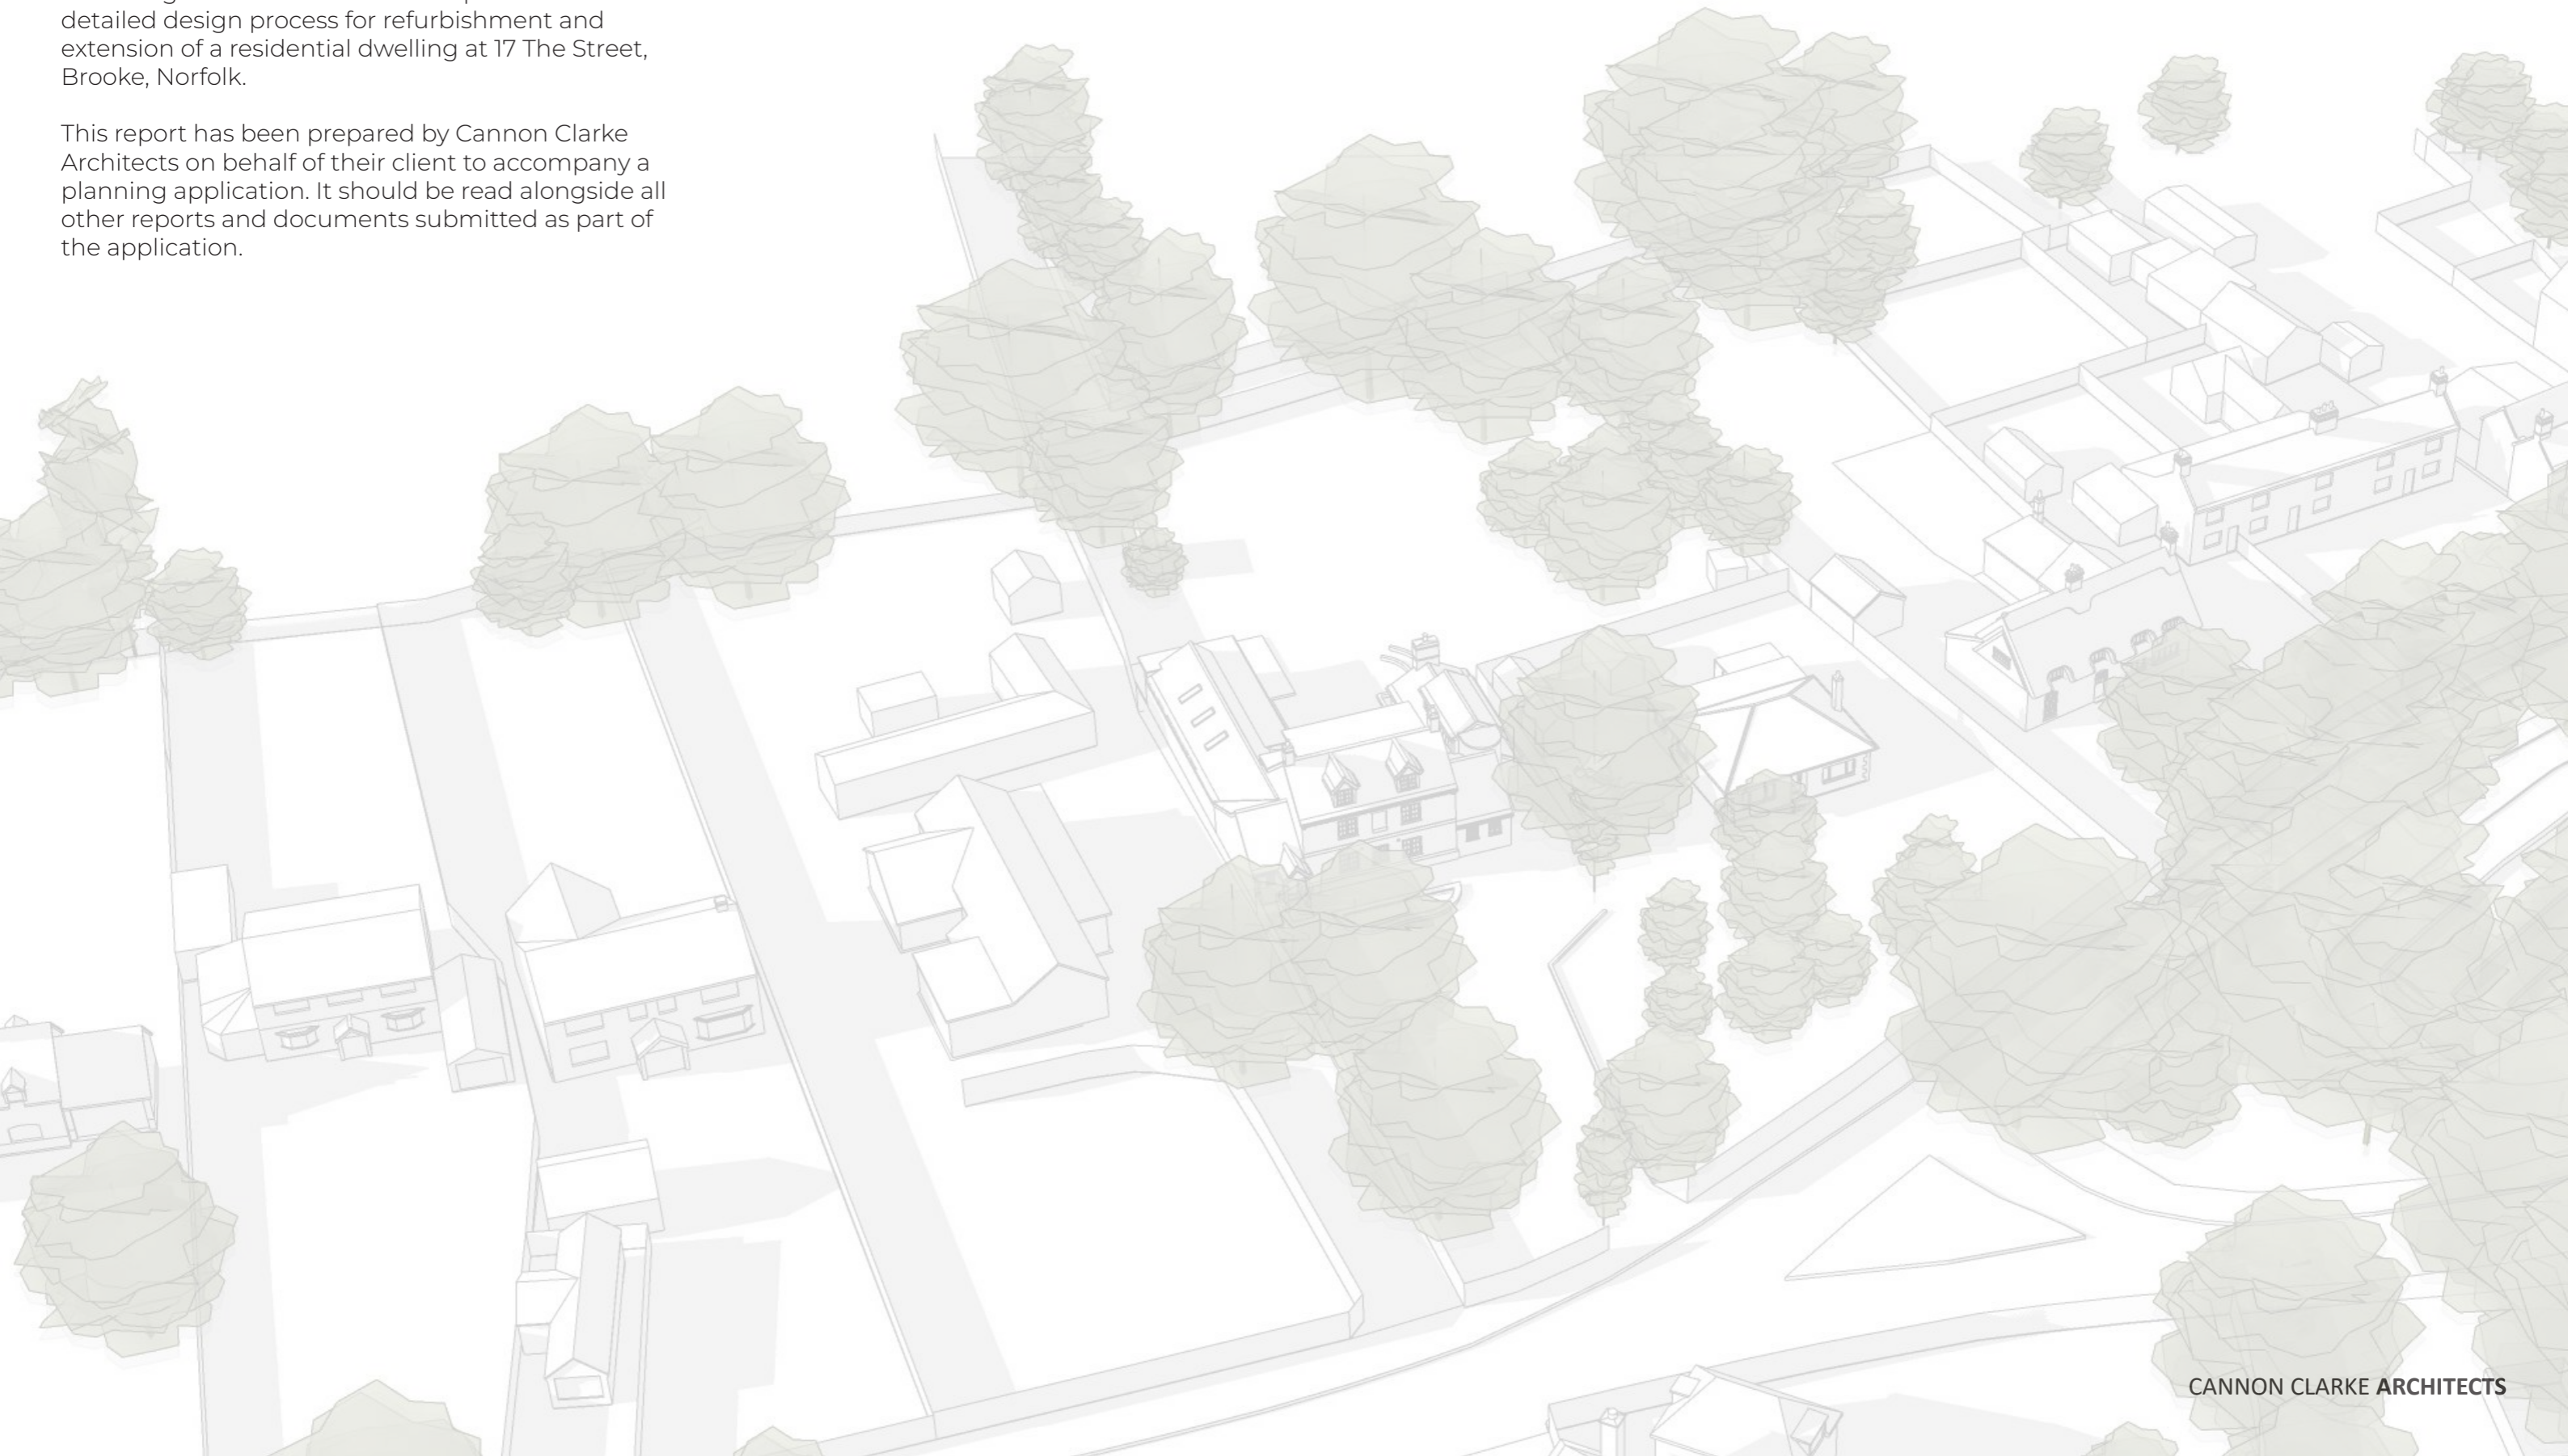 detailed design process for refurbishment and
extension of a residential dwelling at 17 The Street,
Brooke, Norfolk.
This report has been prepared by Cannon Clarke
Architects on behalf of their client to accompany a
planning application. It should be read alongside all
other reports and documents submitted as part of
the application.
CANNON CLARKE ARCHITECTS